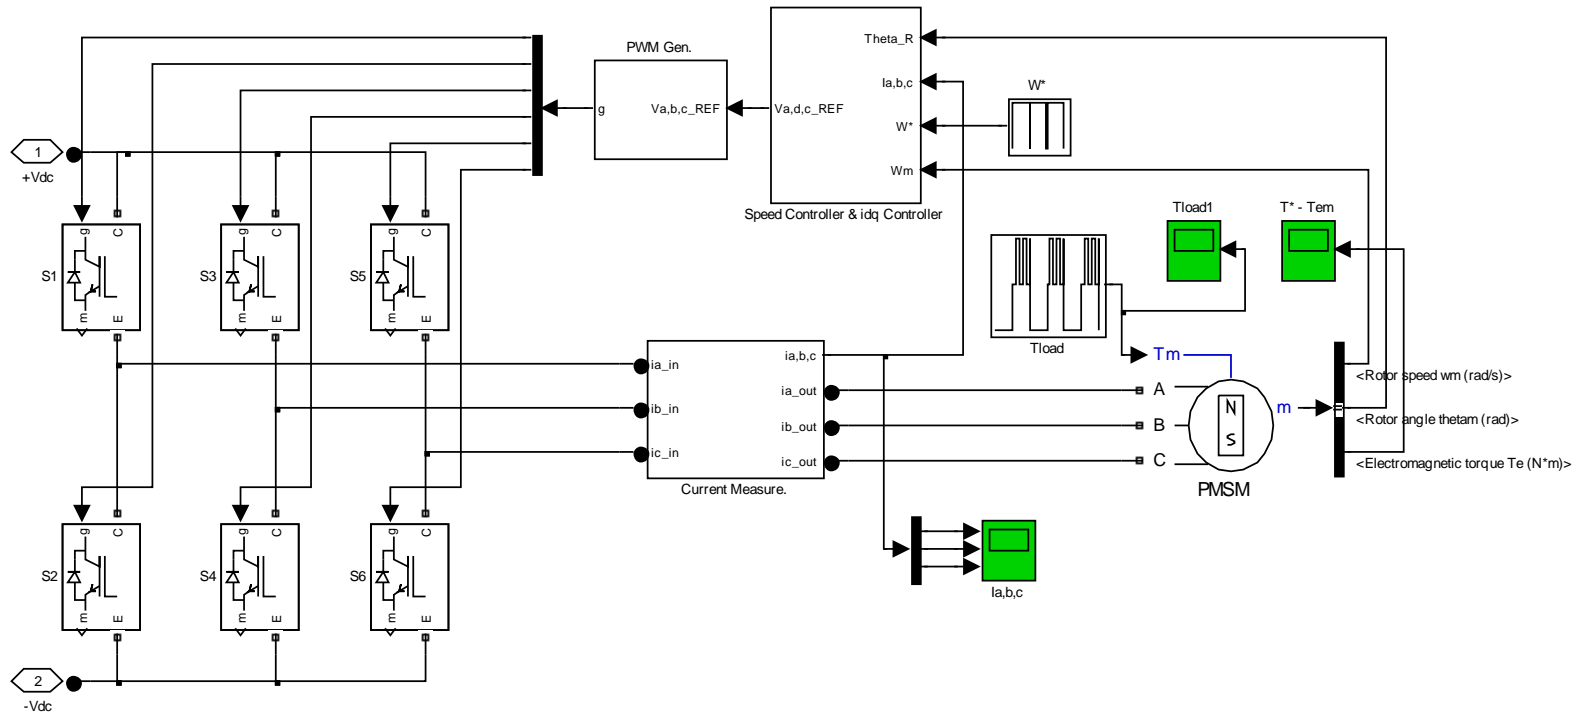 PWM Gen.
g
Va,b,c_REF
Va,d,c_REF
Theta_R
Ia,b,c
W*
Wm
Speed Controller & idq Controller
W*
1
+Vdc
g
C
S1
m
E
g
C
S3
m
E
g
C
S5
m
E
Tload1
T* - Tem
Tload
ia_in
ib_in
ic_in
ia,b,c
ia_out
ib_out
ic_out
Current Measure.
Tm
A
B
C
N
S
m
PMSM
<Rotor speed wm (rad/s)>
<Rotor angle thetam (rad)>
<Electromagnetic torque Te (N*m)>
g
C
S2
m
E
g
C
S4
m
E
g
C
S6
m
E
Ia,b,c
2
-Vdc